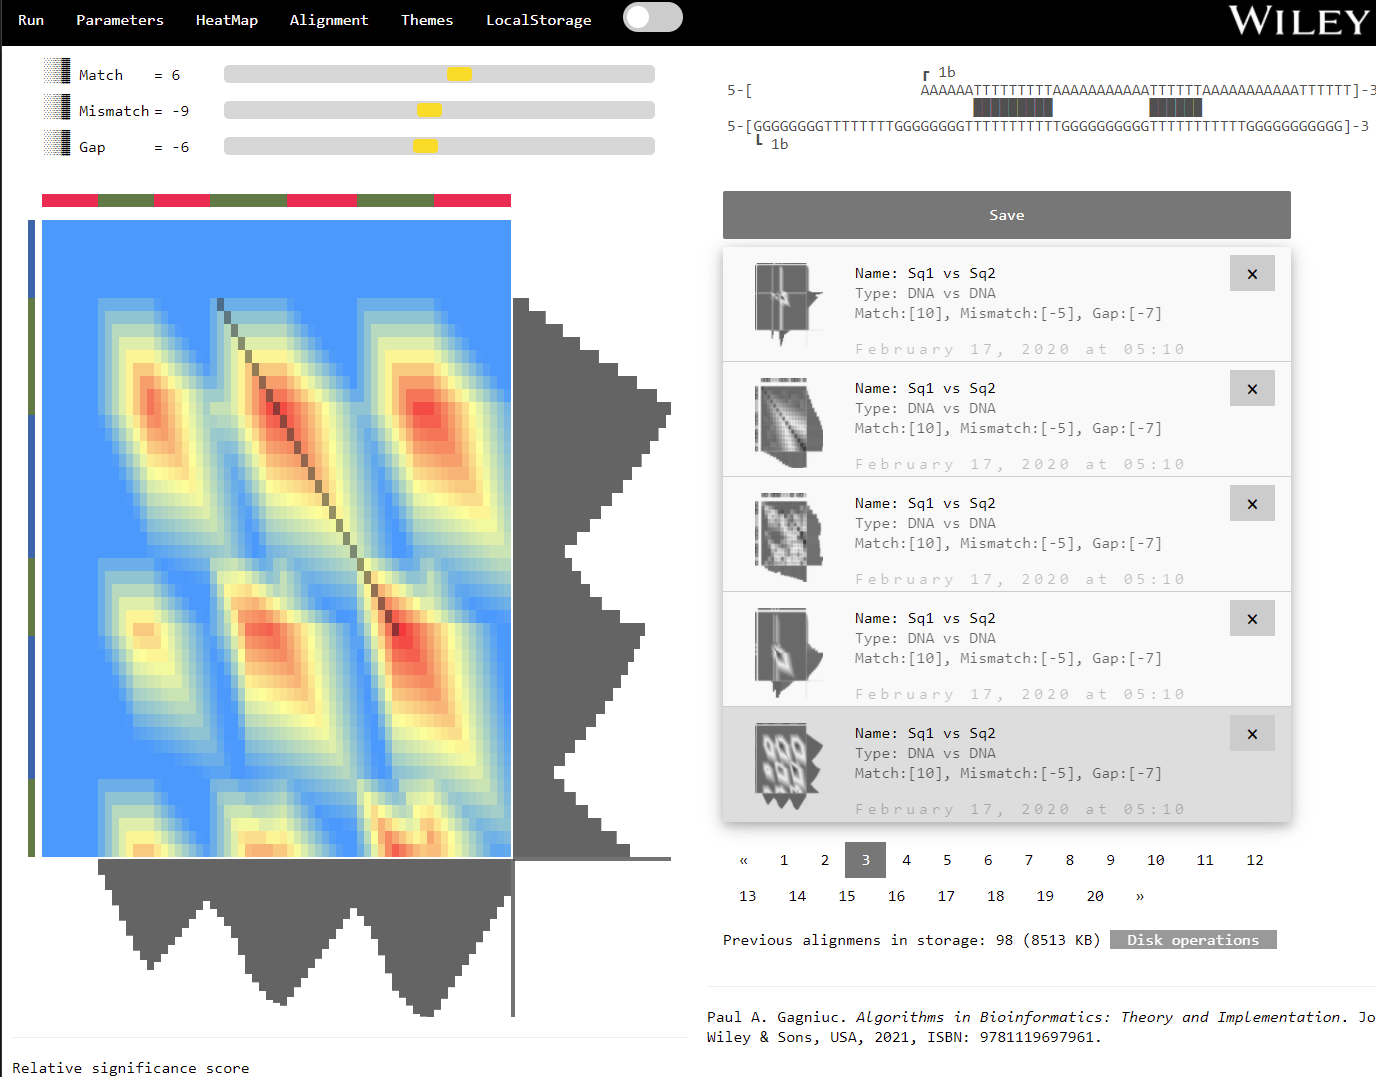 Run Parameters HeatMap Alignment Themes LocalStorage
WILEY
Match = 6
Mismatch = -9
Gap = -6
1b
5-[ AAAAAATTTTTTTTTAAAAAAAAAAATTTTTTAAAAAAAAAAATTTTTT]-3
5-[GGGGGGGGTTTTTTTTGGGGGGGGTTTTTTTTTTTGGGGGGGGGGTTTTTTTTTTTGGGGGGGGGGG]-3
1b
Save
Name: Sq1 vs Sq2
Type: DNA vs DNA
Match:[10], Mismatch:[-5], Gap:[-7]
February 17, 2020 at 05:10
×
Name: Sq1 vs Sq2
Type: DNA vs DNA
Match:[10], Mismatch:[-5], Gap:[-7]
February 17, 2020 at 05:10
×
Name: Sq1 vs Sq2
Type: DNA vs DNA
Match:[10], Mismatch:[-5], Gap:[-7]
February 17, 2020 at 05:10
×
Name: Sq1 vs Sq2
Type: DNA vs DNA
Match:[10], Mismatch:[-5], Gap:[-7]
February 17, 2020 at 05:10
×
Name: Sq1 vs Sq2
Type: DNA vs DNA
Match:[10], Mismatch:[-5], Gap:[-7]
February 17, 2020 at 05:10
×
« 1 2 3 4 5 6 7 8 9 10 11 12
13 14 15 16 17 18 19 20 »
Previous alignmens in storage: 98 (8513 KB) Disk operations
Paul A. Gagniuc. Algorithms in Bioinformatics: Theory and Implementation. Jo
Wiley & Sons, USA, 2021, ISBN: 9781119697961.
Relative significance score